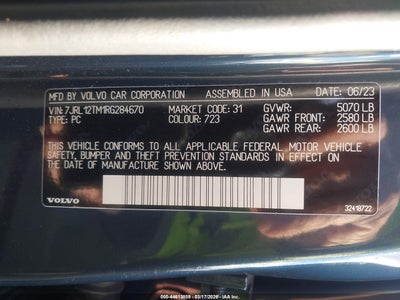 MFD BY VOLVO CAR CORPORATION ASSEMBLED IN USA 06/23
VIN: 7JRL12TM1RG284670 MARKET CODE: 31 GVWR: 5070 LB
TYPE: PC COLOUR: 723 GAWR FRONT: 2580 LB
GAWR REAR: 2600 LB
THIS VEHICLE CONFORMS TO ALL APPLICABLE FEDERAL MOTOR VEHICLE
SAFETY, BUMPER AND THEFT PREVENTION STANDARDS IN EFFECT ON
THE DATE OF MANUFACTURE SHOWN ABOVE.
VOLVO
32418722